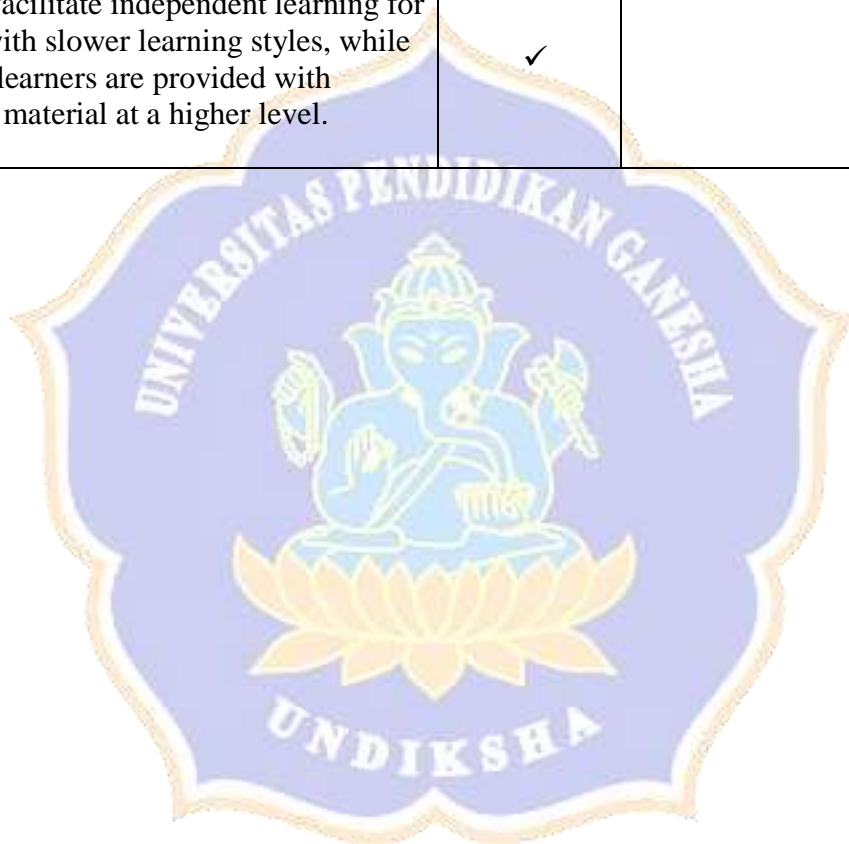 acilitate independent learning for
with slower learning styles, while
✓
learners are provided with
material at a higher level.
UNIVERSITAS PENDIDIKAN GANESHA
UNDIKSHA